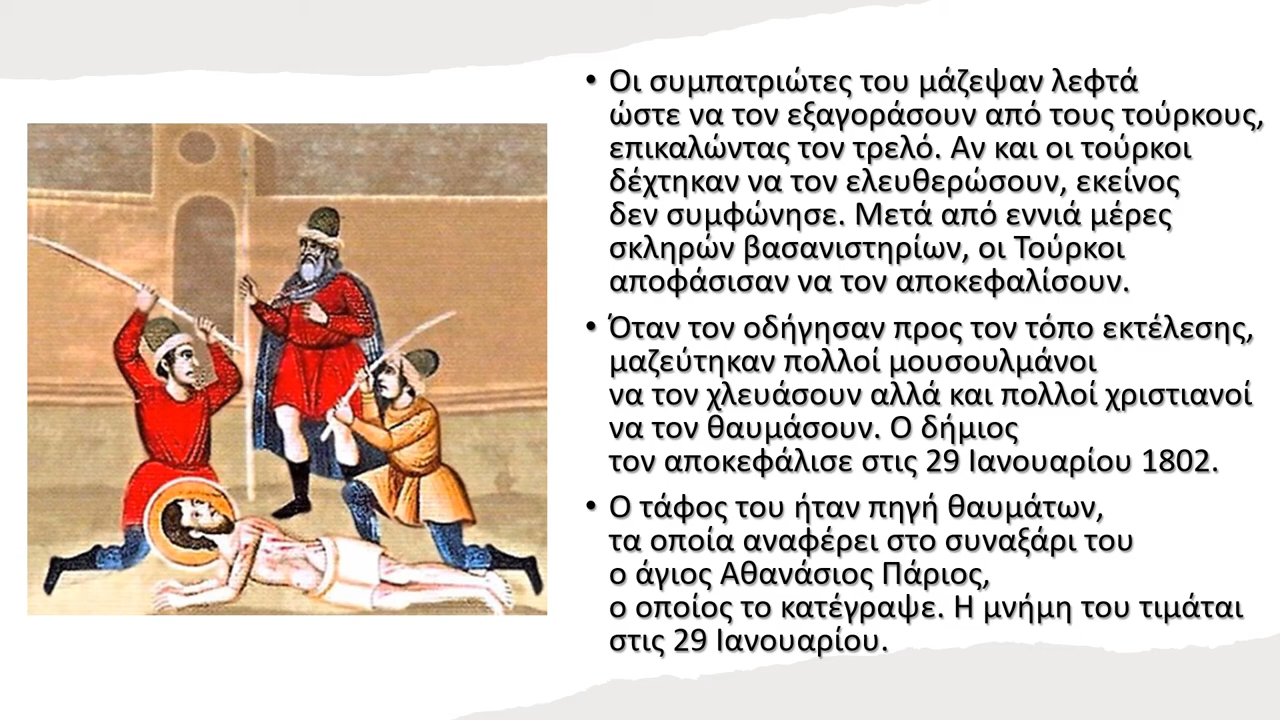 • Οι συμπατριώτες του μάζεψαν λεφτά
ώστε να τον εξαγοράσουν από τους τούρκους,
επικαλώντας τον τρελό. Αν και οι τούρκοι
δέχτηκαν να τον ελευθερώσουν, εκείνος
δεν συμφώνησε. Μετά από εννιά μέρες
σκληρών βασανιστηρίων, οι Τούρκοι
αποφάσισαν να τον αποκεφαλίσουν.
• Όταν τον οδήγησαν προς τον τόπο εκτέλεσης,
μαζεύτηκαν πολλοί μουσουλμάνοι
να τον χλευάσουν αλλά και πολλοί χριστιανοί
να τον θαυμάσουν. Ο δήμιος
τον αποκεφάλισε στις 29 Ιανουαρίου 1802.
• Ο τάφος του ήταν πηγή θαυμάτων,
τα οποία αναφέρει στο συναξάρι του
ο άγιος Αθανάσιος Πάριος,
ο οποίος το κατέγραψε. Η μνήμη του τιμάται
στις 29 Ιανουαρίου.